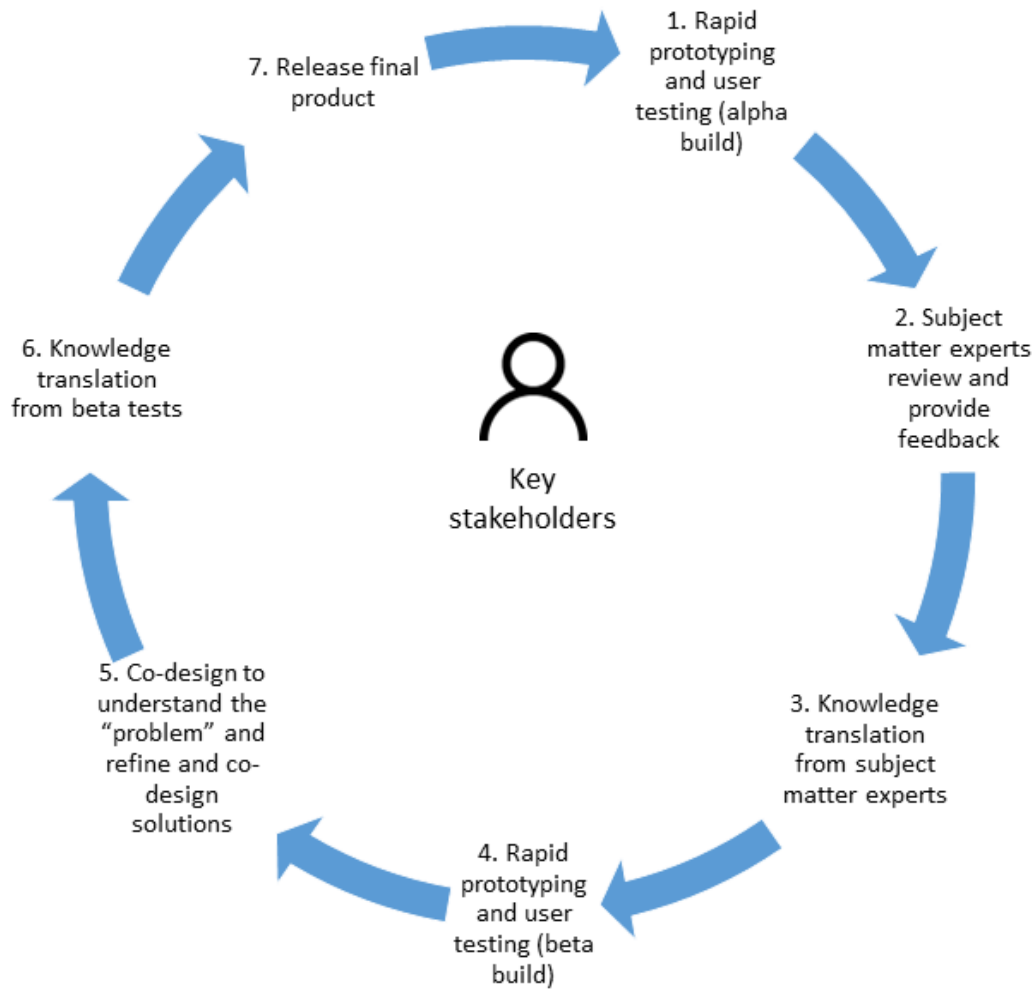 1. Rapid
prototyping
and user
testing (alpha
build)
2. Subject
matter experts
review and
provide
feedback
3. Knowledge
translation
from subject
matter experts
4. Rapid
prototyping
and user
testing (beta
build)
5. Co-design to
understand the
“problem” and
refine and co-
design
solutions
6. Knowledge
translation
from beta tests
7. Release final
product
Key
stakeholders